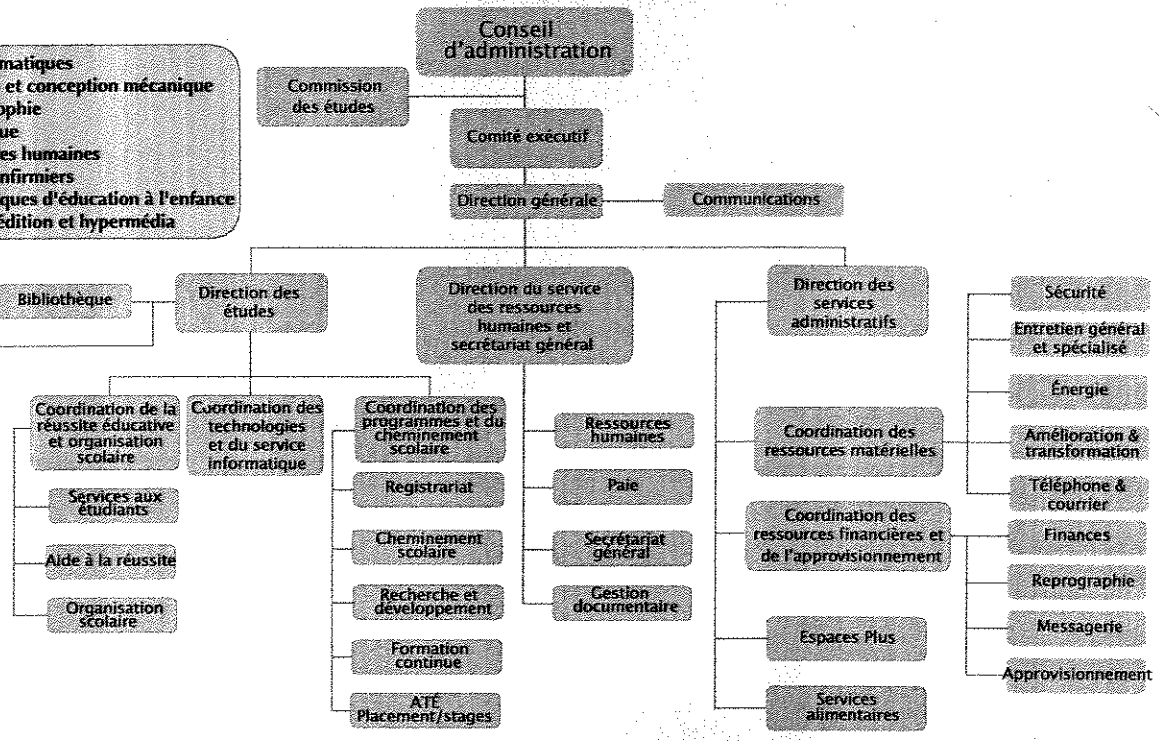 Conseil
d'administration
Commission
des études
Comité exécutif
Direction générale
Communications
matiques
et conception mécanique
ophie
ue
es humaines
nfirmiers
iques d'éducation à l'enfance
édition et hypermédia
Bibliothèque
Direction des
études
Direction du service
des ressources
humaines et
secrétariat général
Direction des
services
administratifs
Coordination de la
réussite éducative
et organisation
scolaire
Services aux
étudiants
Aide à la réussite
Organisation
scolaire
Coordination des
technologies
et du service
informatique
Coordination des
programmes et du
cheminement
scolaire
Registrariat
Cheminement
scolaire
Recherche et
développement
Formation
continue
ATÉ
Placement/stages
Ressources
humaines
Paie
Secrétariat
général
Gestion
documentaire
Coordination des
ressources matérielles
Coordination des
ressources financières et
de l'approvisionnement
Espaces Plus
Services
alimentaires
Sécurité
Entretien général
et spécialisé
Énergie
Amélioration &
transformation
Téléphone &
courrier
Finances
Reprographie
Messagerie
Approvisionnement